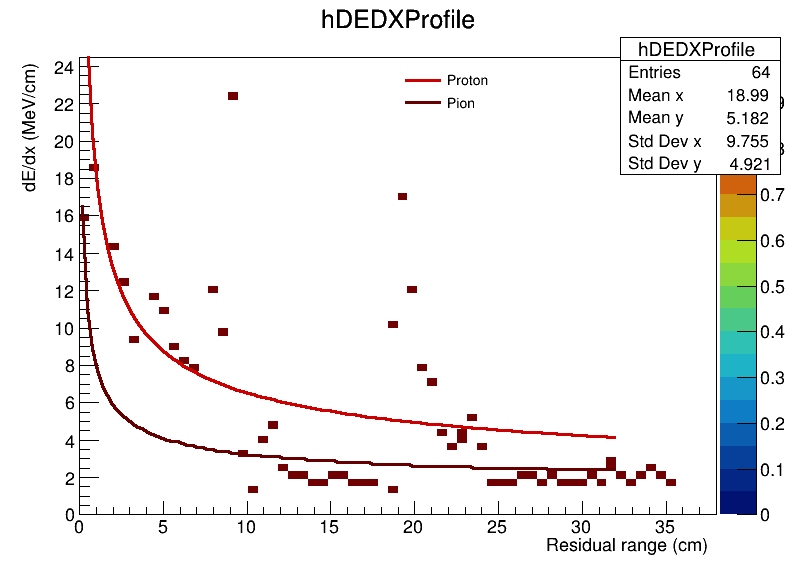 hDEDXProfile
hDEDXProfile
Entries 64
Mean x 18.99
Mean y 5.182
Std Dev x 9.755
Std Dev y 4.921
Proton
Pion
dE/dx (MeV/cm)
24
22
20
18
16
14
12
10
8
6
4
2
0
0 5 10 15 20 25 30 35
Residual range (cm)
0.7
0.6
0.5
0.4
0.3
0.2
0.1
0